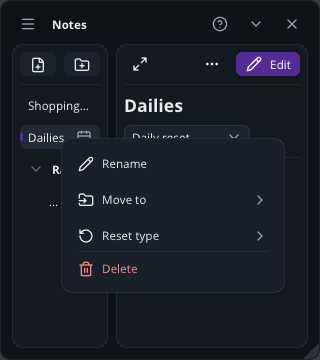 Notes
Edit
Shopping...
Dailies
Dailies
Daily reset
...
Rename
Move to
Reset type
Delete